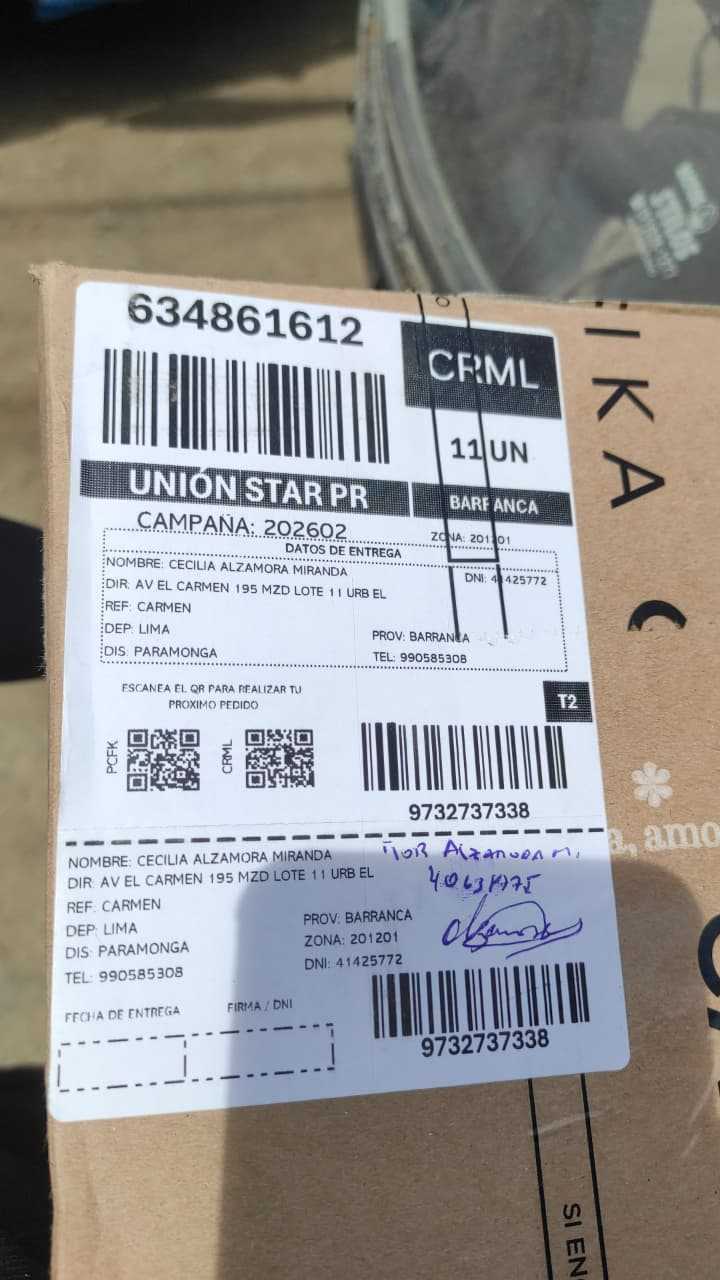 634861612
CRML
11 UN
UNIÓN STAR PR
BARRANCA
CAMPAÑA: 202602
ZONA: 201201
DATOS DE ENTREGA
NOMBRE: CECILIA ALZAMORA MIRANDA
DNI: 41425772
DIR: AV EL CARMEN 195 MZD LOTE 11 URB EL
REF: CARMEN
DEP: LIMA
PROV: BARRANCA
DIS: PARAMONGA
TEL: 990585308
ESCANEA EL QR PARA REALIZAR TU
PROXIMO PEDIDO
T2
PCFK
CRML
9732737338
NOMBRE: CECILIA ALZAMORA MIRANDA
DIR: AV EL CARMEN 195 MZD LOTE 11 URB EL
REF: CARMEN
DEP: LIMA
PROV: BARRANCA
DIS: PARAMONGA
ZONA: 201201
TEL: 990585308
DNI: 41425772
FECHA DE ENTREGA
FIRMA / DNI
9732737338
IKA
a, amo
SI EN